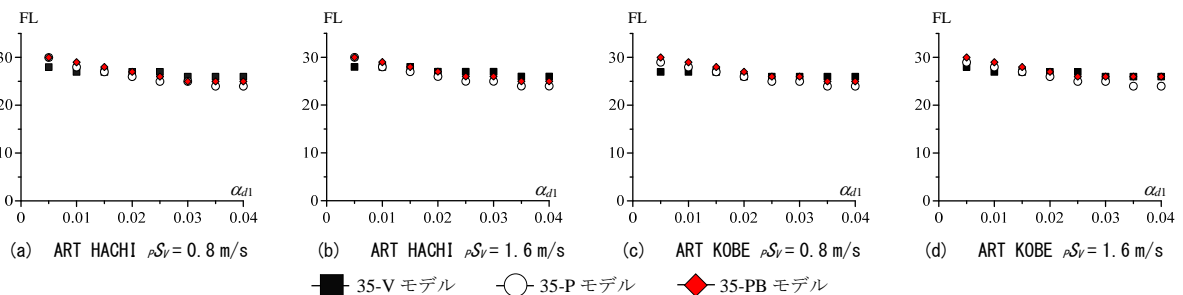 FL FL FL FL
30 30 30 30
20 20 20 20
10 10 10 10
αd1 αd1 αd1 αd1
0 0 0 0
0 0.01 0.02 0.03 0.04 0 0.01 0.02 0.03 0.04 0 0.01 0.02 0.03 0.04 0 0.01 0.02 0.03 0.04
(a) ART HACHI pSV = 0.8 m/s (b) ART HACHI pSV = 1.6 m/s (c) ART KOBE pSV = 0.8 m/s (d) ART KOBE pSV = 1.6 m/s
35-V モデル 35-P モデル 35-PB モデル